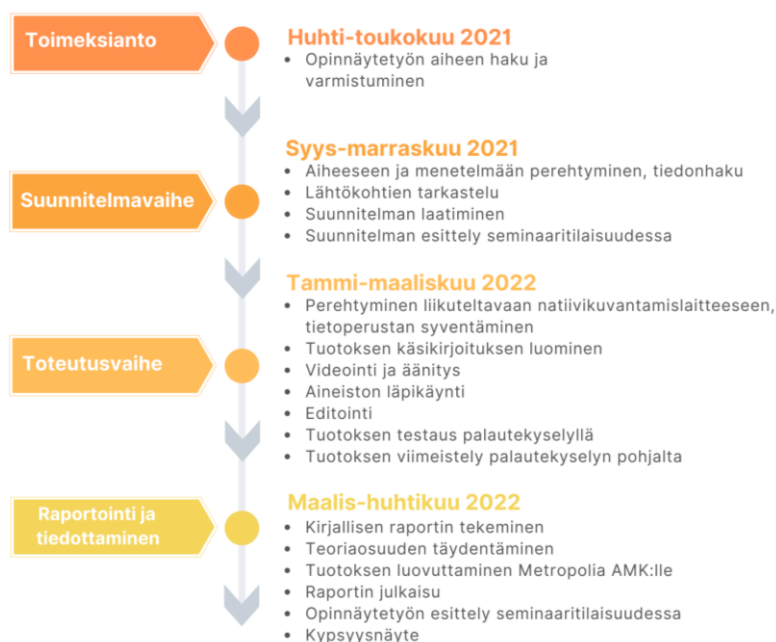 Toimeksianto
Huhti-toukokuu 2021
• Opinnäytetyön aiheen haku ja
varmistuminen
Suunnitelmavaihe
Syys-marraskuu 2021
• Aiheeseen ja menetelmään perehtyminen, tiedonhaku
• Lähtökohtien tarkastelu
• Suunnitelman laatiminen
• Suunnitelman esittely seminaaritilaisuudessa
Toteutusvaihe
Tammi-maaliskuu 2022
• Perehtyminen liikuteltavaan natiivikuvantamislaitteeseen,
tietoperustan syventäminen
• Tuotoksen käsikirjoituksen luominen
• Videointi ja äänitys
• Aineiston läpikäynti
• Editointi
• Tuotoksen testaus palautekyselyllä
• Tuotoksen viimeistely palautekyselyn pohjalta
Raportointi ja
tiedottaminen
Maalis-huhtikuu 2022
• Kirjallisen raportin tekeminen
• Teoriaosuuden täydentäminen
• Tuotoksen luovuttaminen Metropolia AMK:lle
• Raportin julkaisu
• Opinnäytetyön esittely seminaaritilaisuudessa
• Kypsyysnäyte